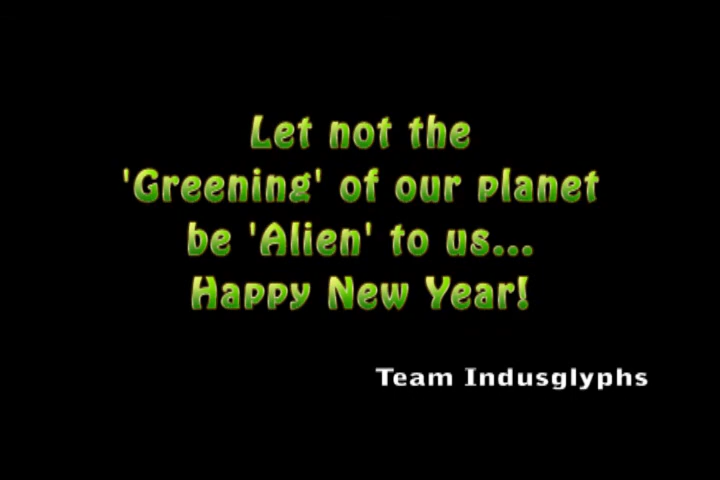 Let not the
'Greening' of our planet
be 'Alien' to us...
Happy New Year!
Team Indusglyphs